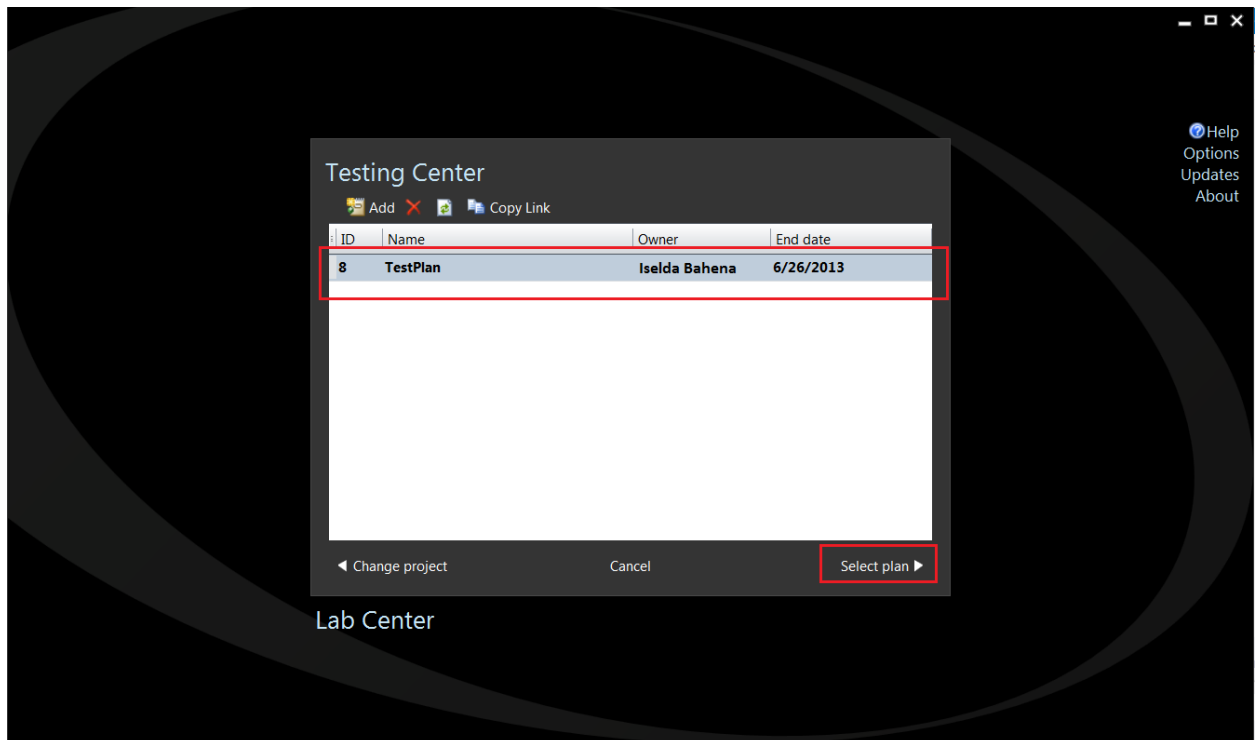 Help
Options
Updates
About
Testing Center
Add Copy Link
ID Name Owner End date
8 TestPlan Iselda Bahena 6/26/2013
Change project Cancel Select plan
Lab Center